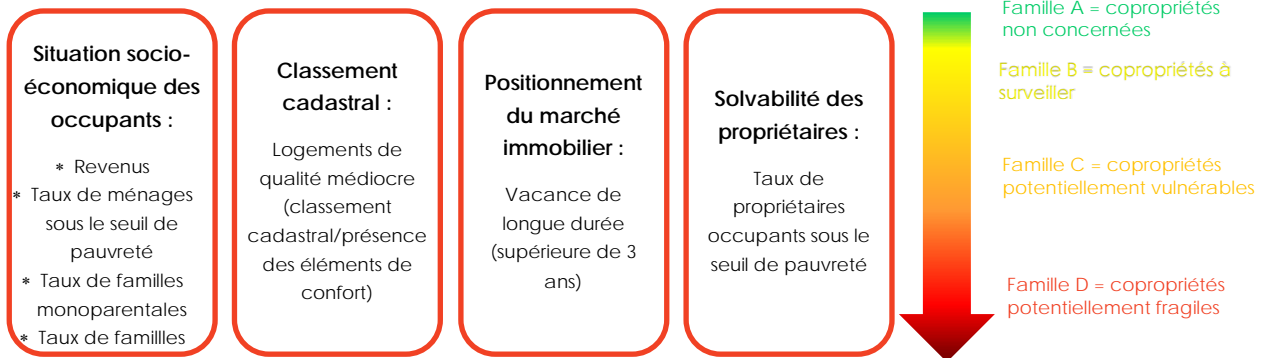 Situation socio-
économique des
occupants :
* Revenus
* Taux de ménages
sous le seuil de
pauvreté
* Taux de familles
monoparentales
* Taux de famillles
Classement
cadastral :
Logements de
qualité médiocre
(classement
cadastral/présence
des éléments de
confort)
Positionnement
du marché
immobilier :
Vacance de
longue durée
(supérieure de 3
ans)
Solvabilité des
propriétaires :
Taux de
propriétaires
occupants sous le
seuil de pauvreté
Famille A = copropriétés
non concernées
Famille B = copropriétés à
surveiller
Famille C = copropriétés
potentiellement vulnérables
Famille D = copropriétés
potentiellement fragiles